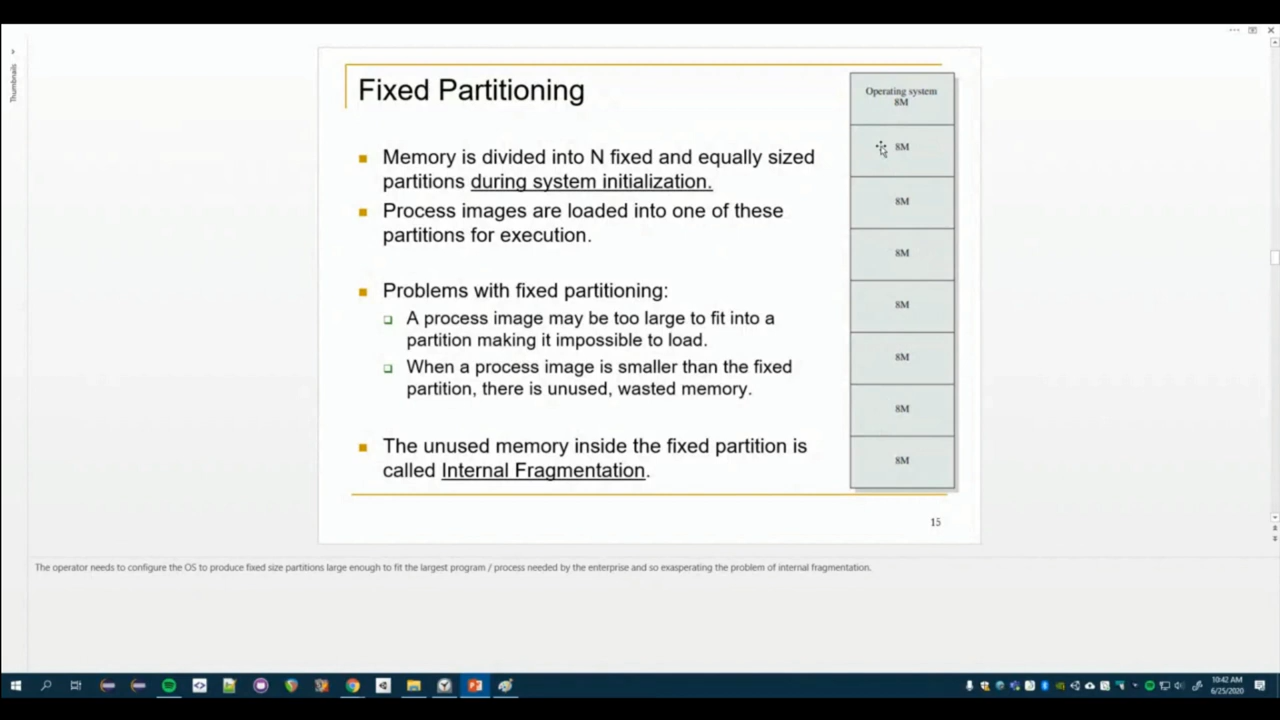 Thumbnails
Fixed Partitioning
Memory is divided into N fixed and equally sized
partitions during system initialization.
Process images are loaded into one of these
partitions for execution.
Problems with fixed partitioning:
A process image may be too large to fit into a
partition making it impossible to load.
When a process image is smaller than the fixed
partition, there is unused, wasted memory.
The unused memory inside the fixed partition is
called Internal Fragmentation.
Operating system
8M
8M
8M
8M
8M
8M
8M
8M
15
The operator needs to configure the OS to produce fixed size partitions large enough to fit the largest program / process needed by the enterprise and so exasperating the problem of internal fragmentation.
10:42 AM
6/25/2020